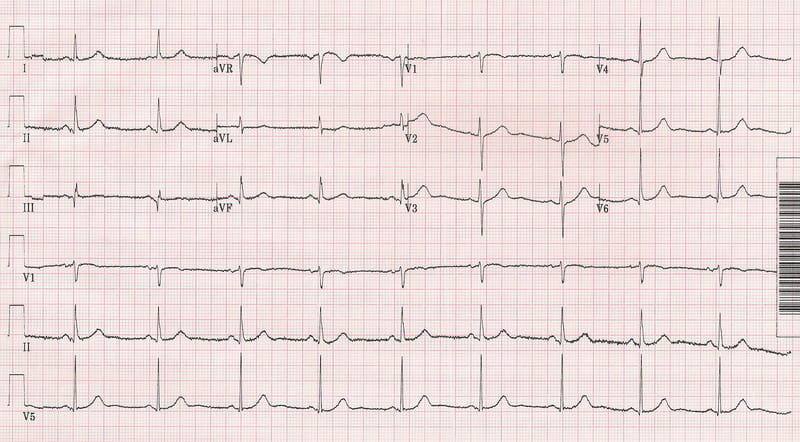 I aVR V1 V4
II aVL V2 V5
III aVF V3 V6
V1
II
V5